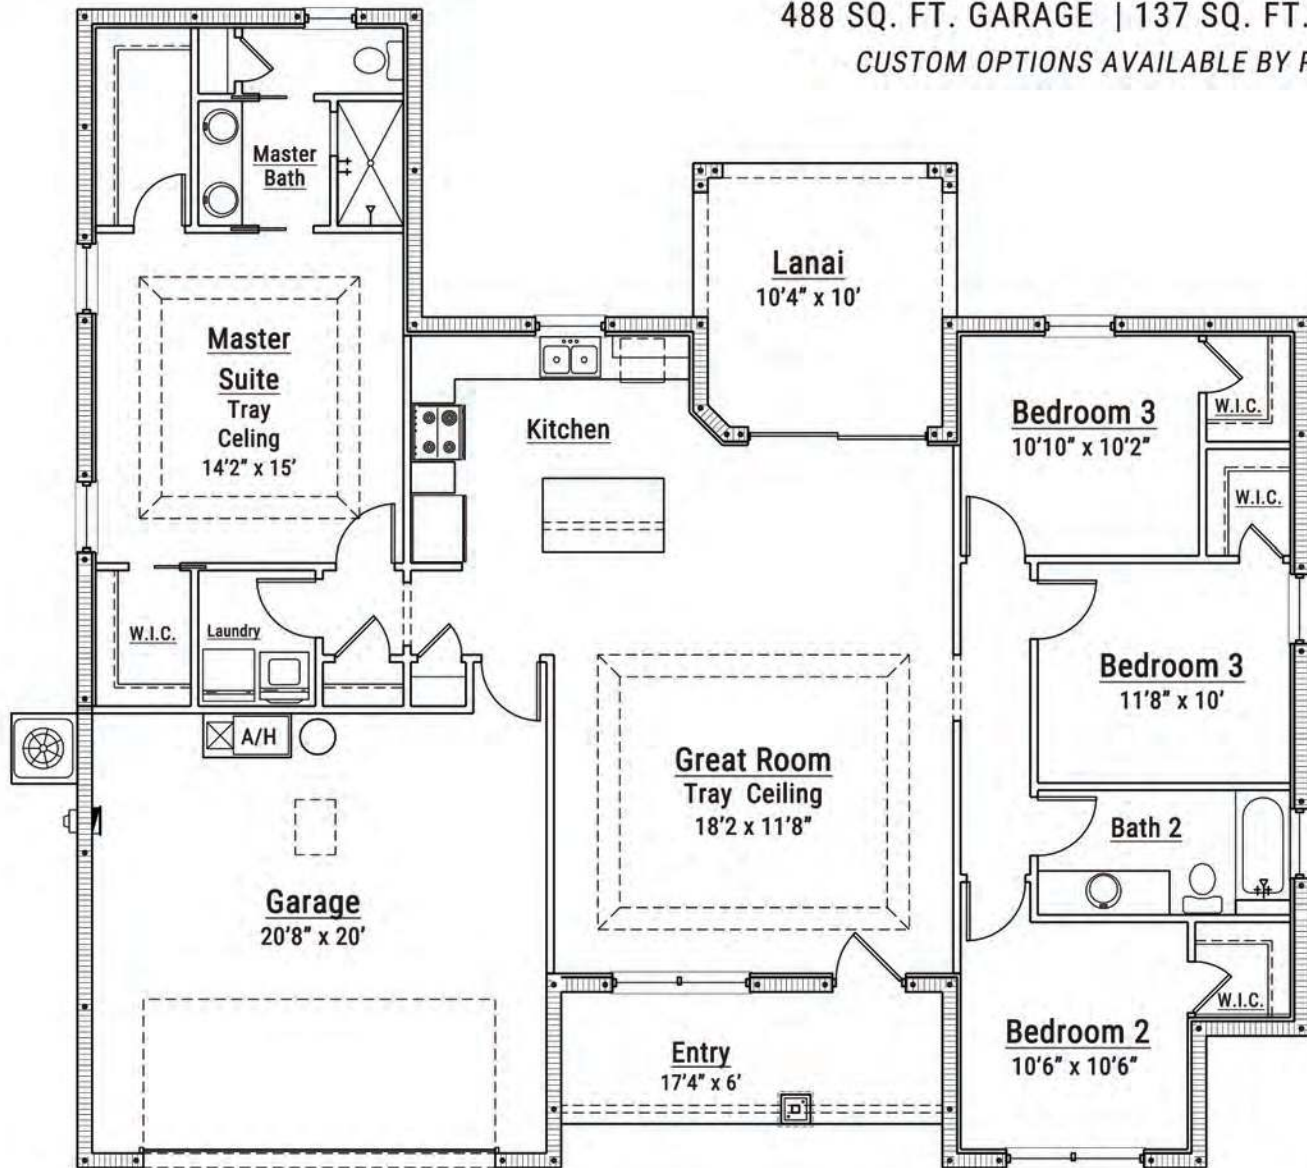 488 SQ. FT. GARAGE | 137 SQ. FT.
CUSTOM OPTIONS AVAILABLE BY
Master
Bath
Lanai
10'4" x 10'
Master
Suite
Tray
Celing
14'2" x 15'
Kitchen
Bedroom 3
10'10" x 10'2"
W.I.C.
W.I.C.
W.I.C.
Laundry
Bedroom 3
11'8" x 10'
A/H
Great Room
Tray Ceiling
18'2 x 11'8"
Bath 2
Garage
20'8" x 20'
W.I.C.
Bedroom 2
10'6" x 10'6"
Entry
17'4" x 6'